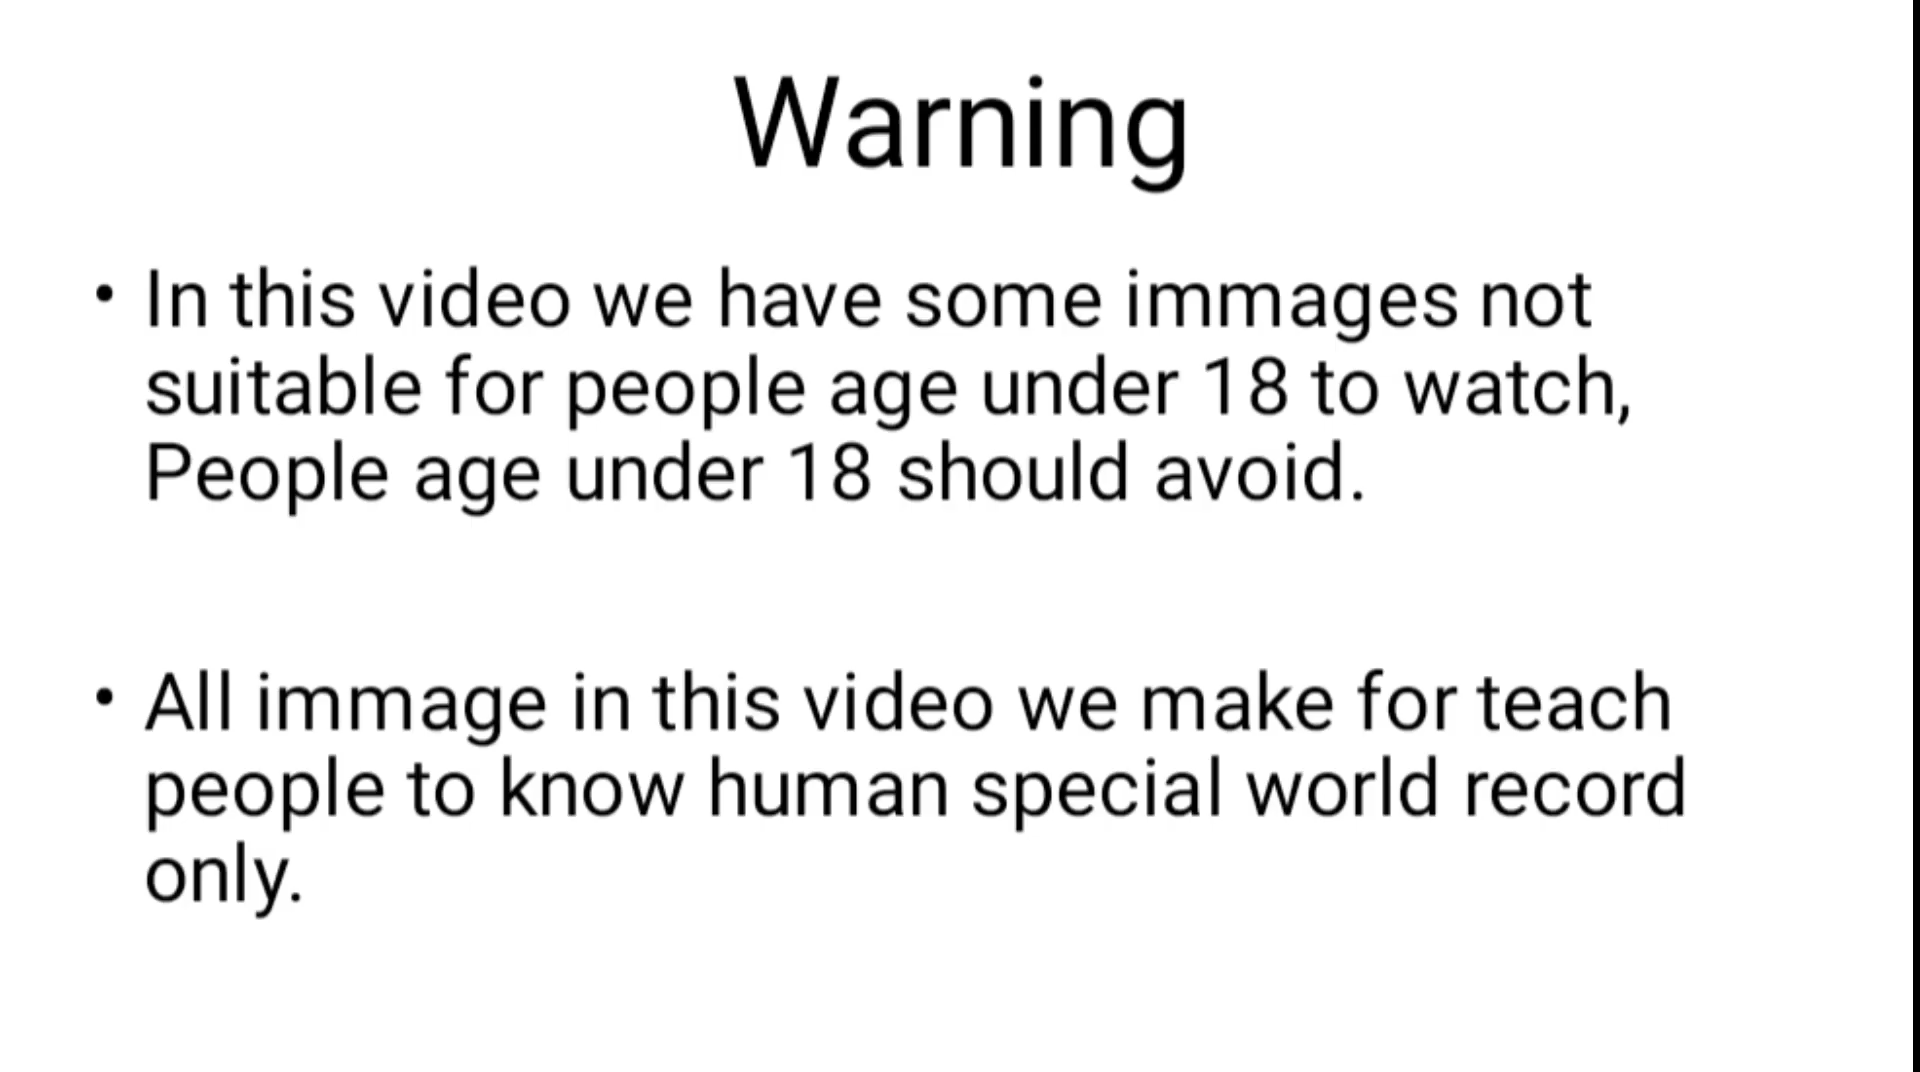 Warning
• In this video we have some immages not
suitable for people age under 18 to watch,
People age under 18 should avoid.
• All immage in this video we make for teach
people to know human special world record
only.